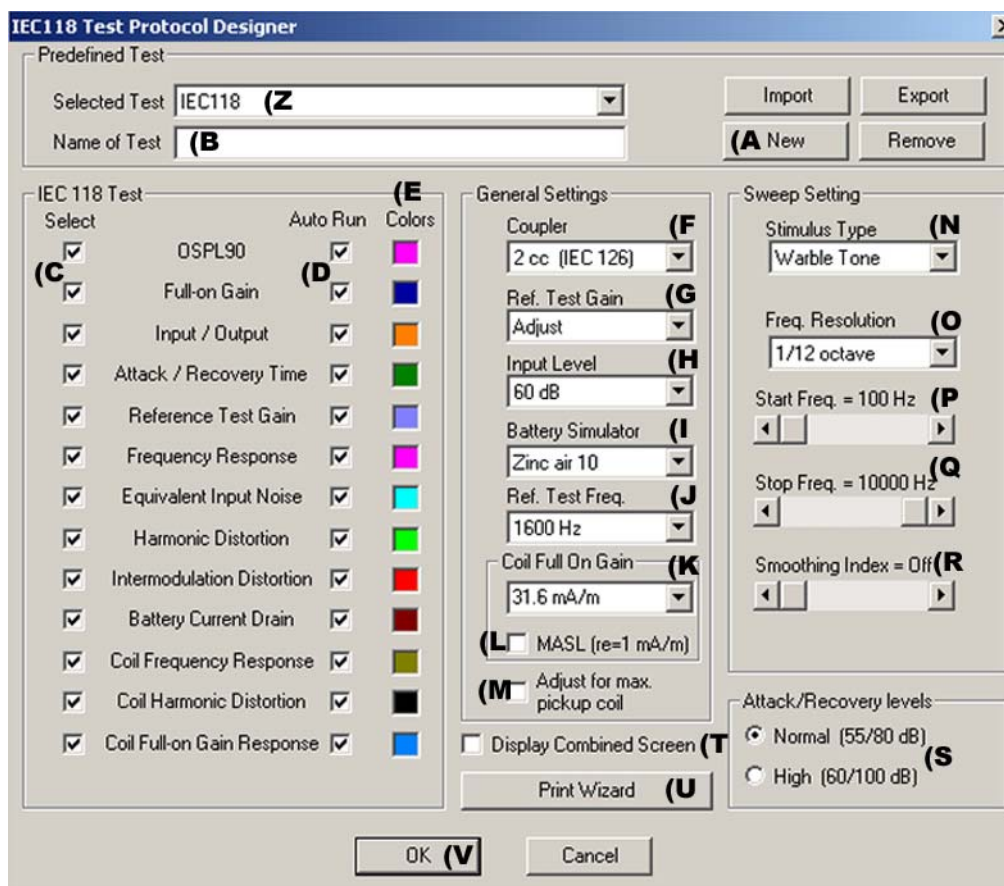 IEC118 Test Protocol Designer
Predefined Test
Selected Test IEC118 (Z
Import Export
Name of Test (B
(A New Remove
IEC 118 Test
(E
Select Auto Run Colors
(C OSPL90 (D
Full-on Gain
Input / Output
Attack / Recovery Time
Reference Test Gain
Frequency Response
Equivalent Input Noise
Harmonic Distortion
Intermodulation Distortion
Battery Current Drain
Coil Frequency Response
Coil Harmonic Distortion
Coil Full-on Gain Response
General Settings
Coupler (F
2 cc (IEC 126)
Ref. Test Gain (G
Adjust
Input Level (H
60 dB
Battery Simulator (I
Zinc air 10
Ref. Test Freq. (J
1600 Hz
Coil Full On Gain (K
31.6 mA/m
(L MASL (re=1 mA/m)
(M Adjust for max.
pickup coil
Display Combined Screen (T
Print Wizard (U
Sweep Setting
Stimulus Type (N
Warble Tone
Freq. Resolution (O
1/12 octave
Start Freq. = 100 Hz (P
Stop Freq. = 10000 Hz (Q
Smoothing Index = Off (R
Attack/Recovery levels
Normal (55/80 dB)
(S
High (60/100 dB)
OK (V Cancel